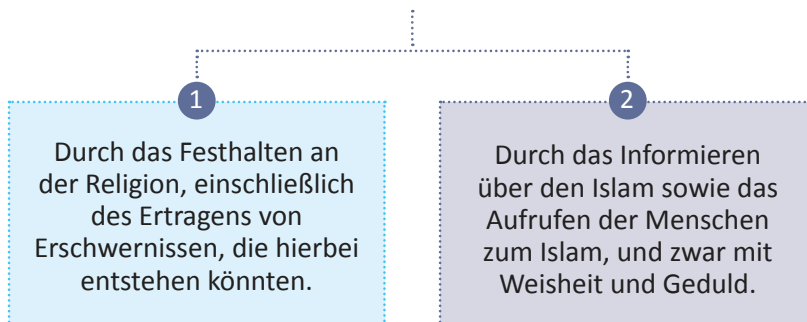 1
Durch das Festhalten an
der Religion, einschließlich
des Ertragens von
Erschwernissen, die hierbei
entstehen könnten.
2
Durch das Informieren
über den Islam sowie das
Aufrufen der Menschen
zum Islam, und zwar mit
Weisheit und Geduld.